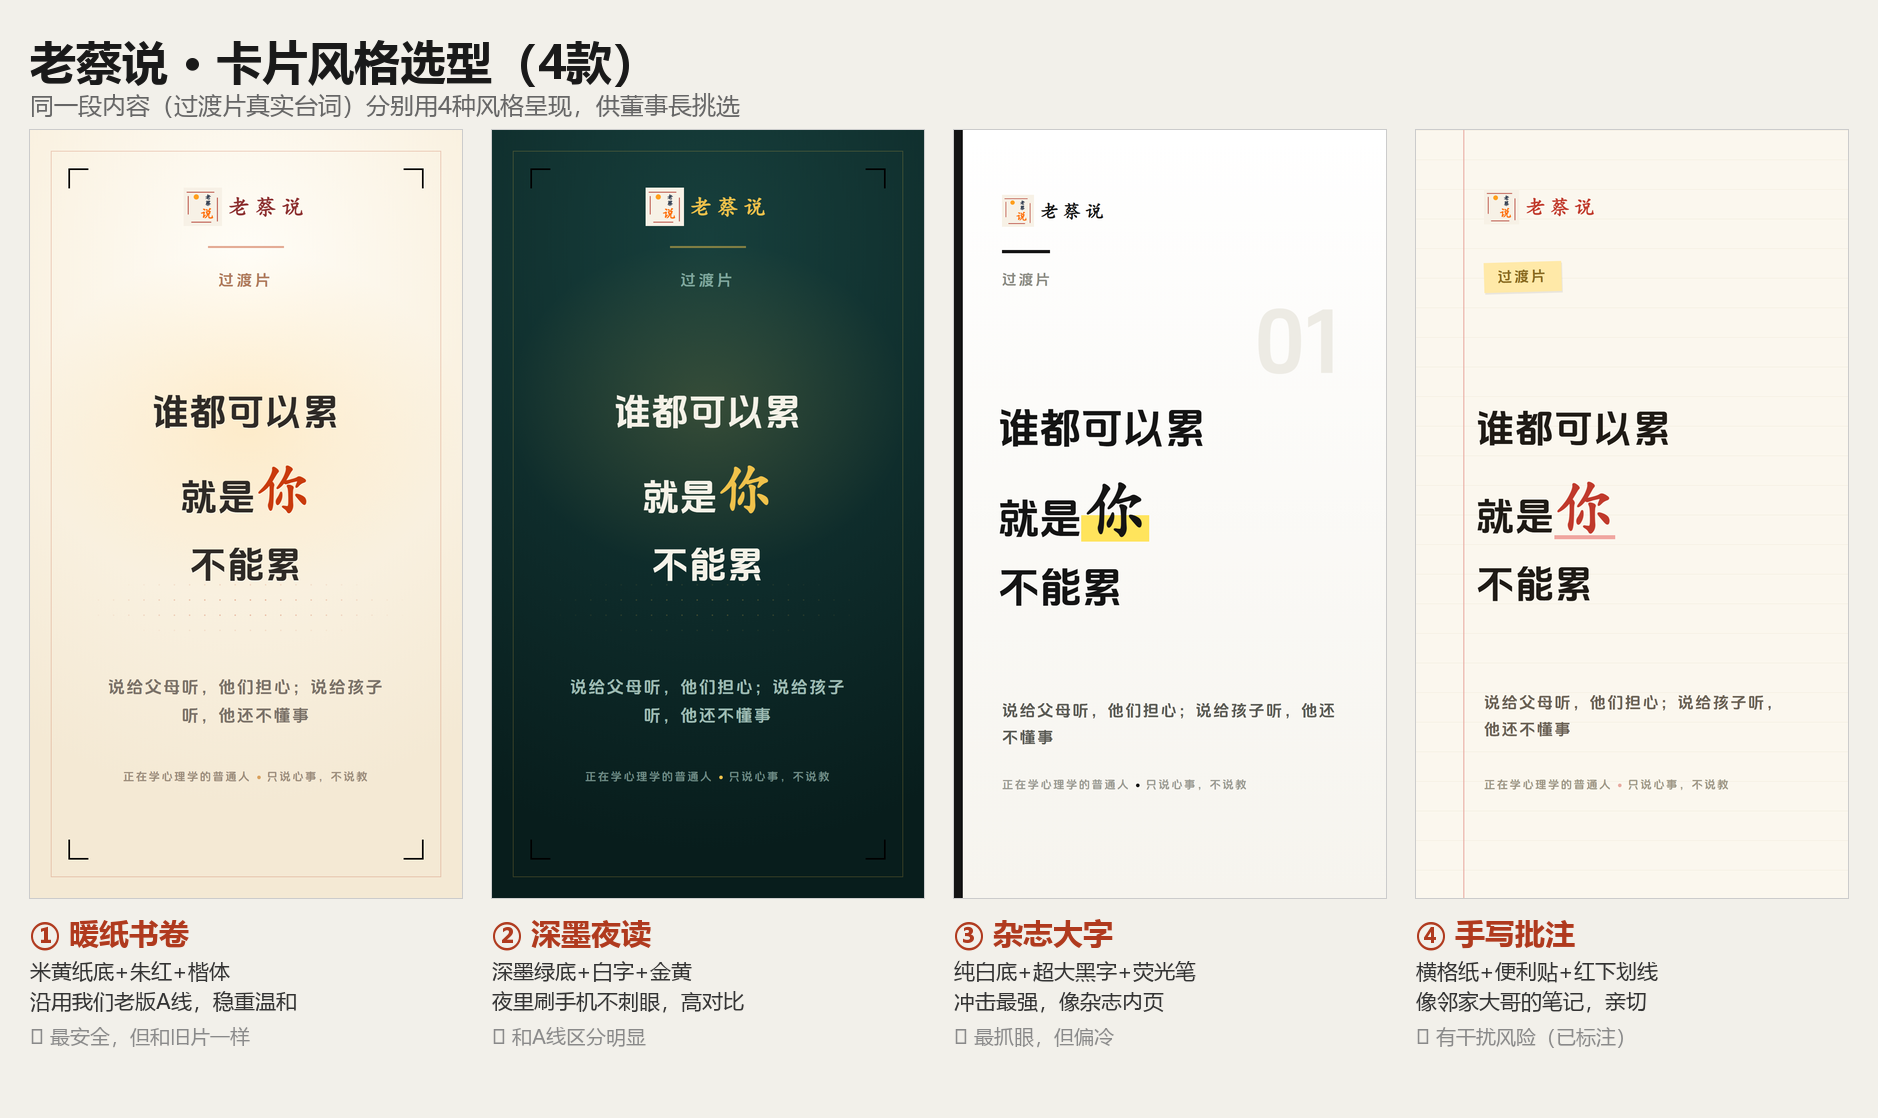 老蔡说·卡片风格选型（4款）
同一段内容（过渡片真实台词）分别用4种风格呈现，供董事長挑选
老蔡说
老蔡说
过渡片
谁都可以累
就是你
不能累
说给父母听，他们担心；说给孩子
听，他还不懂事
正在学心理学的普通人•只说心事，不说教
① 暖纸书卷
米黄纸底+朱红+楷体
沿用我们老版A线，稳重温和
最安全，但和旧片一样
老蔡说
老蔡说
过渡片
谁都可以累
就是你
不能累
说给父母听，他们担心；说给孩子
听，他还不懂事
正在学心理学的普通人•只说心事，不说教
② 深墨夜读
深墨绿底+白字+金黄
夜里刷手机不刺眼，高对比
和A线区分明显
老蔡说
老蔡说
过渡片
01
谁都可以累
就是你
不能累
说给父母听，他们担心；说给孩子听，他还
不懂事
正在学心理学的普通人•只说心事，不说教
③ 杂志大字
纯白底+超大黑字+荧光笔
冲击最强，像杂志内页
最抓眼，但偏冷
老蔡说
老蔡说
过渡片
谁都可以累
就是你
不能累
说给父母听，他们担心；说给孩子听，
他还不懂事
正在学心理学的普通人•只说心事，不说教
④ 手写批注
横格纸+便利贴+红下划线
像邻家大哥的笔记，亲切
有干扰风险（已标注）